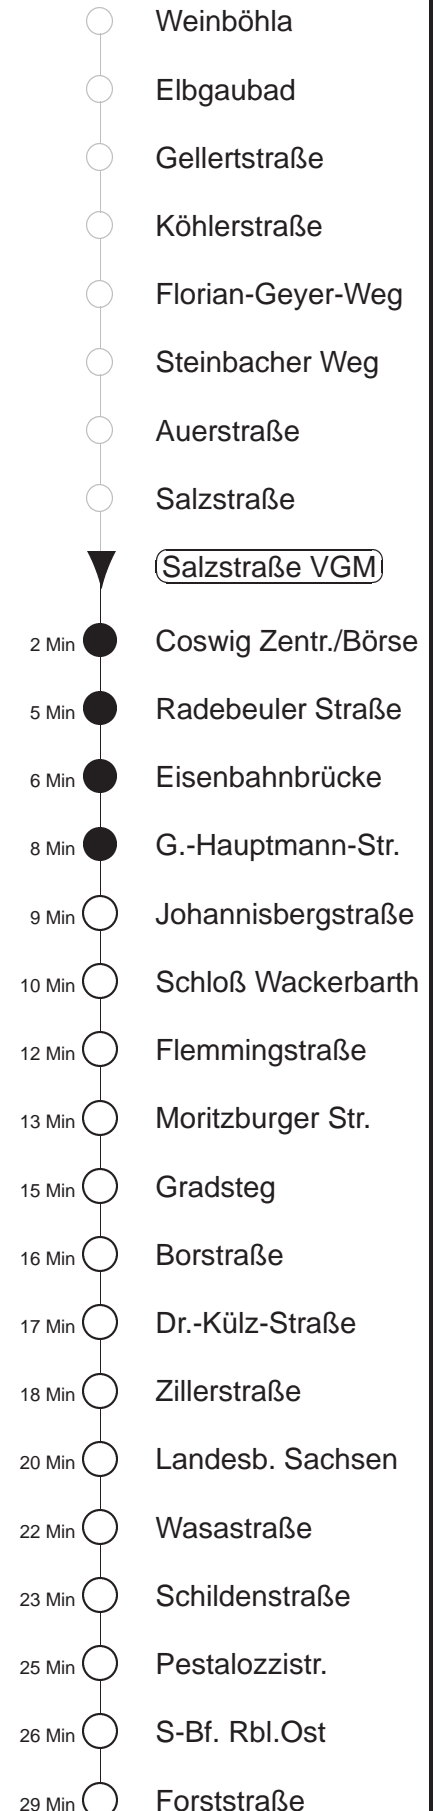 Weinböhla
Elbgaubad
Gellertstraße
Köhlerstraße
Florian-Geyer-Weg
Steinbacher Weg
Auerstraße
Salzstraße
Salzstraße VGM
2 Min Coswig Zentr./Börse
5 Min Radebeuler Straße
6 Min Eisenbahnbrücke
8 Min G.-Hauptmann-Str.
9 Min Johannisbergstraße
10 Min Schloß Wackerbarth
12 Min Flemmingstraße
13 Min Moritzburger Str.
15 Min Gradsteg
16 Min Borstraße
17 Min Dr.-Külz-Straße
18 Min Zillerstraße
20 Min Landesb. Sachsen
22 Min Wasastraße
23 Min Schildenstraße
25 Min Pestalozzistr.
26 Min S-Bf. Rbl.Ost
29 Min Forststraße